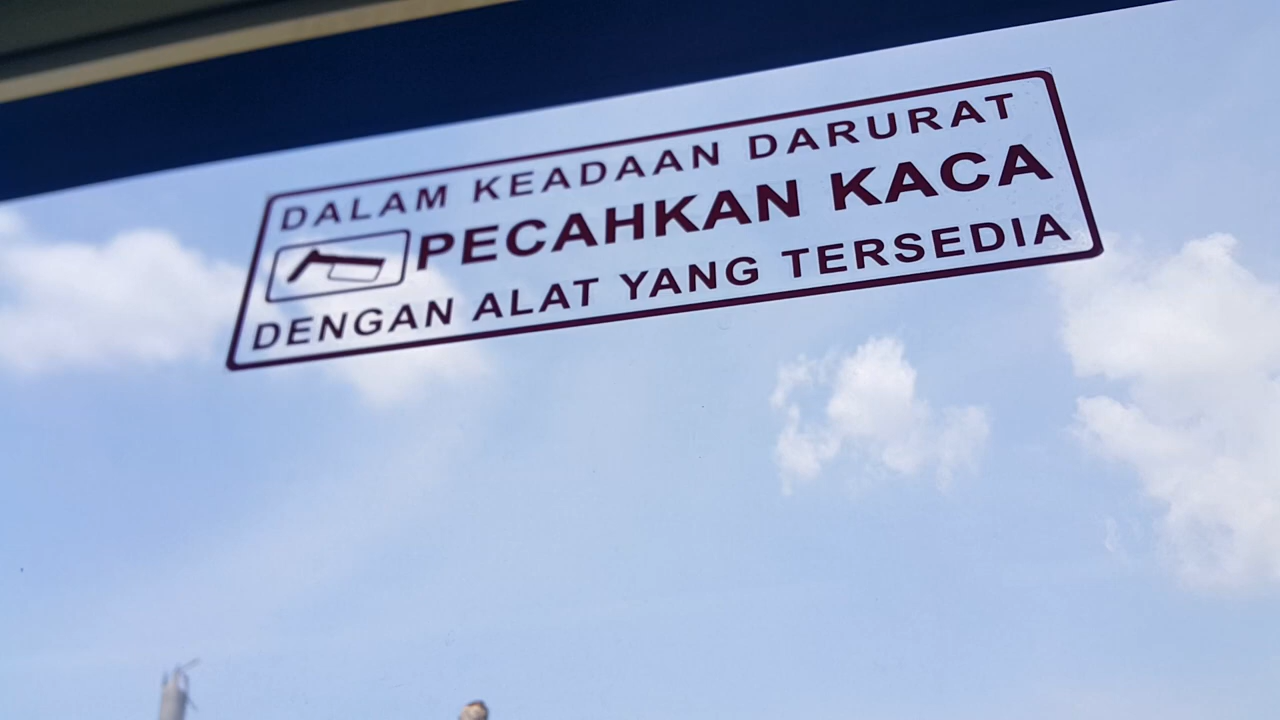 DALAM KEADAAN DARURAT
PECAHKAN KACA
DENGAN ALAT YANG TERSEDIA